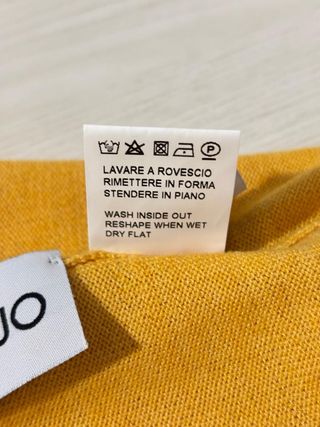 LAVARE A ROVESCIO
RIMETTERE IN FORMA
STENDERE IN PIANO
WASH INSIDE OUT
RESHAPE WHEN WET
DRY FLAT
JO